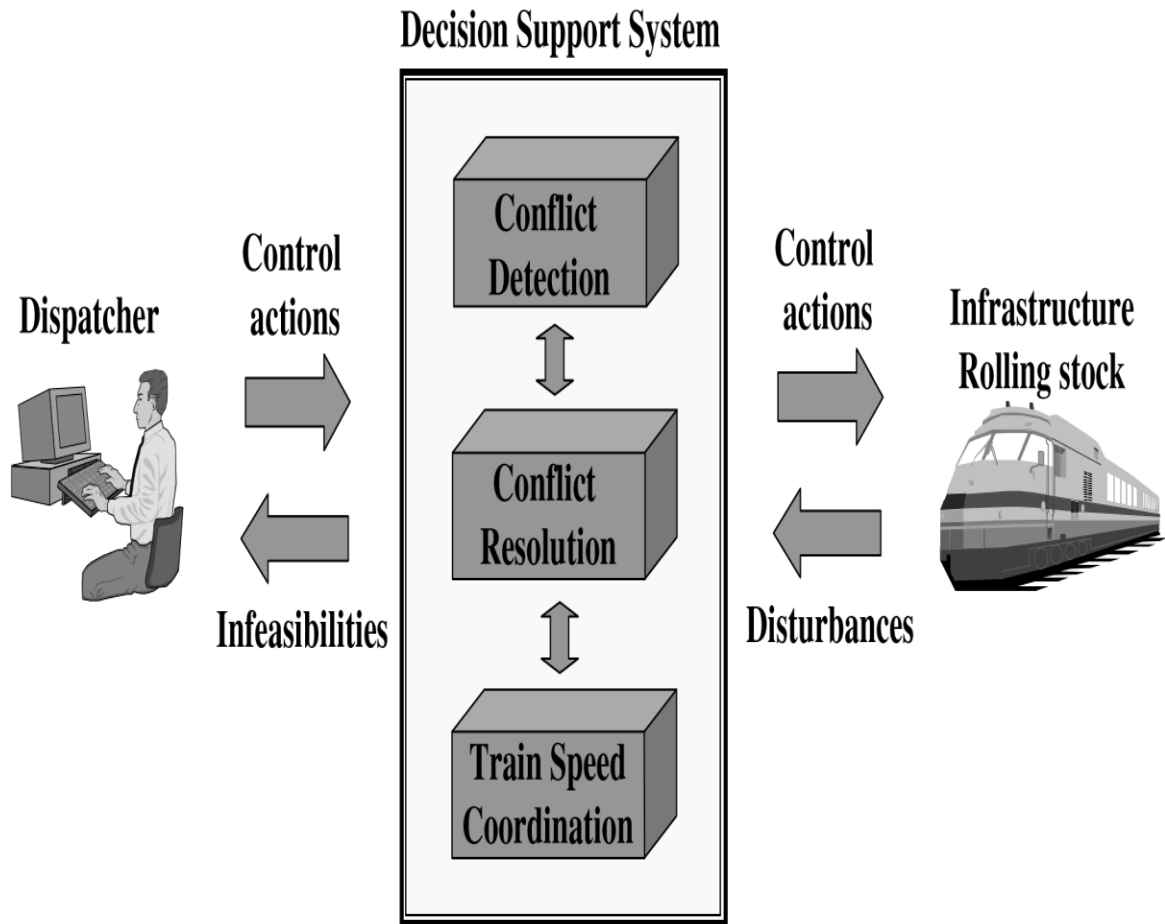 Decision Support System
Dispatcher
Control
actions
Infeasibilities
Conflict
Detection
Conflict
Resolution
Train Speed
Coordination
Control
actions
Disturbances
Infrastructure
Rolling stock